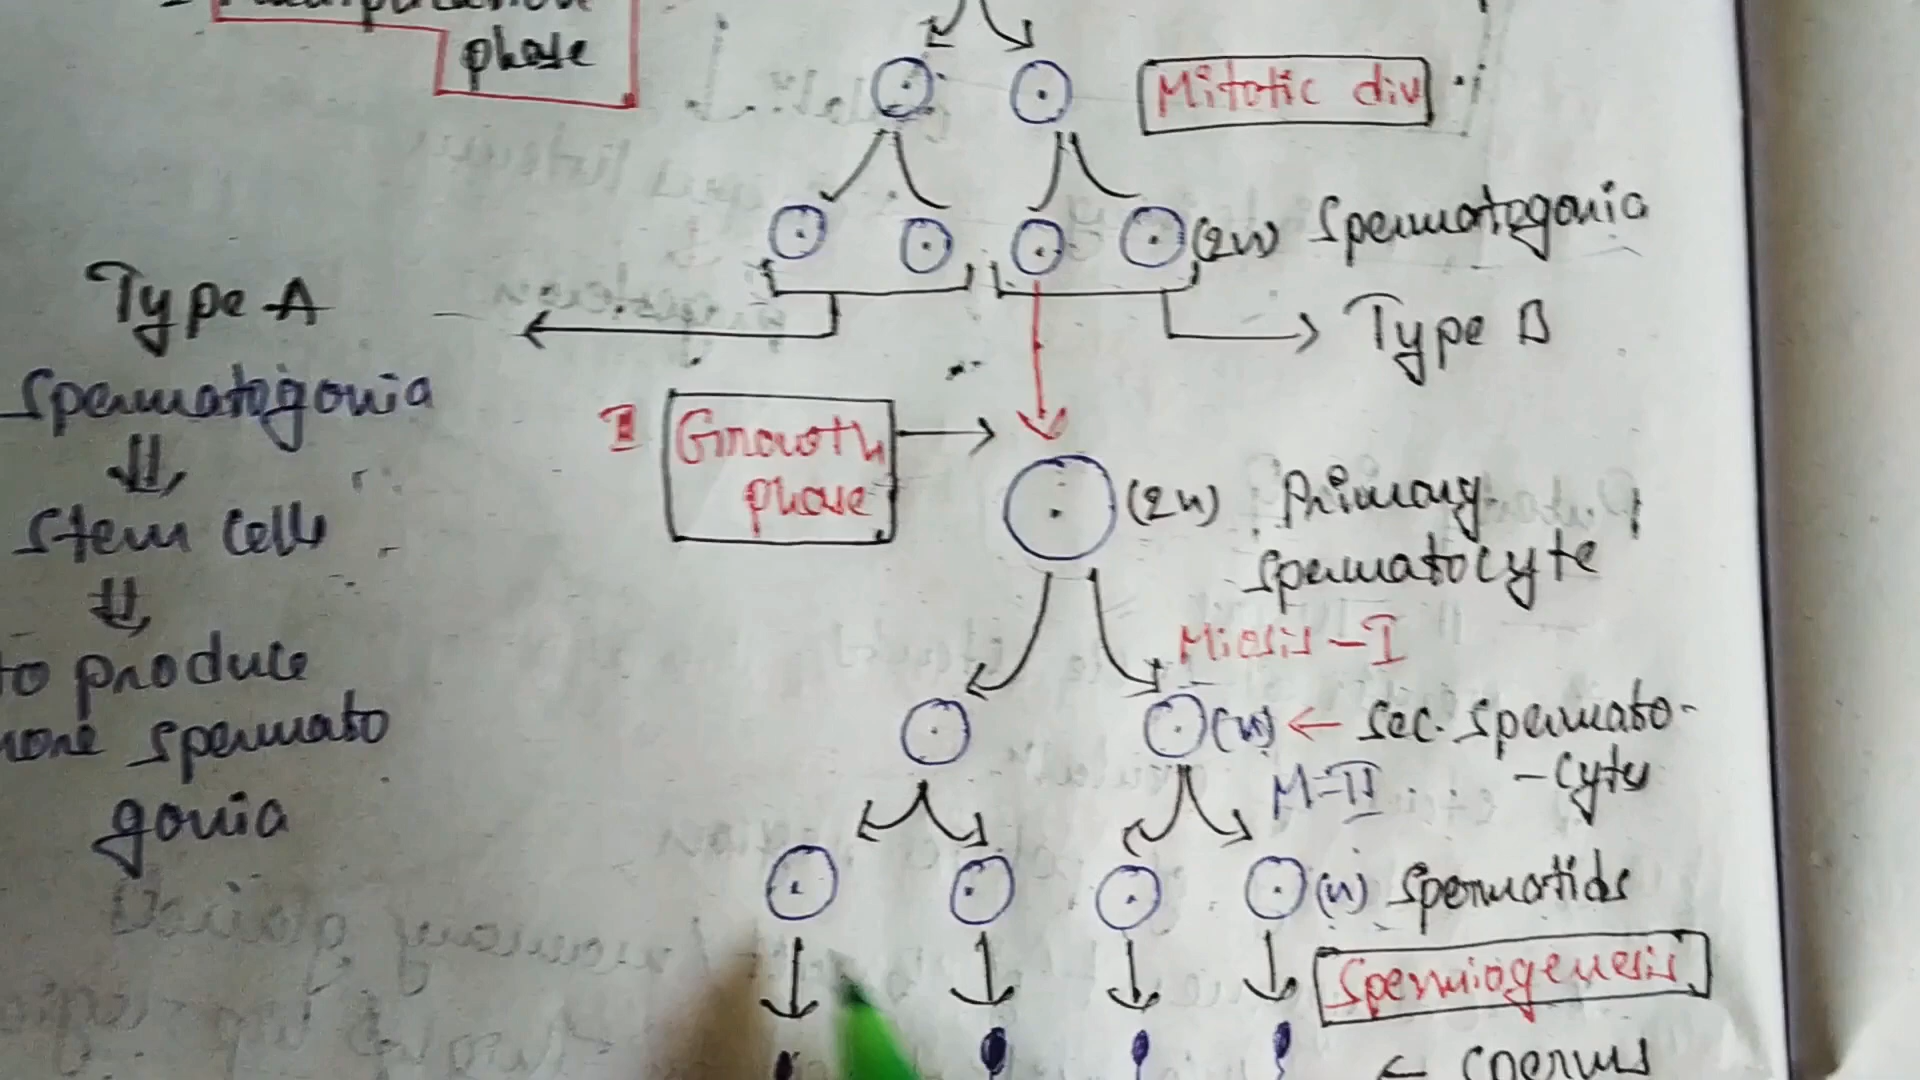 phase
Mitotic div
(2n) Spermatogonia
Type A
Type B
Spermatogonia
I Growth
phase
(2n) Primary
spermatocyte
Stem cells
Miosis - I
to produce
(n) ← Sec. spermato-
more spermato
M-II
-cyte
gonia
(n) Spermatids
Spermiogenesis
← sperms